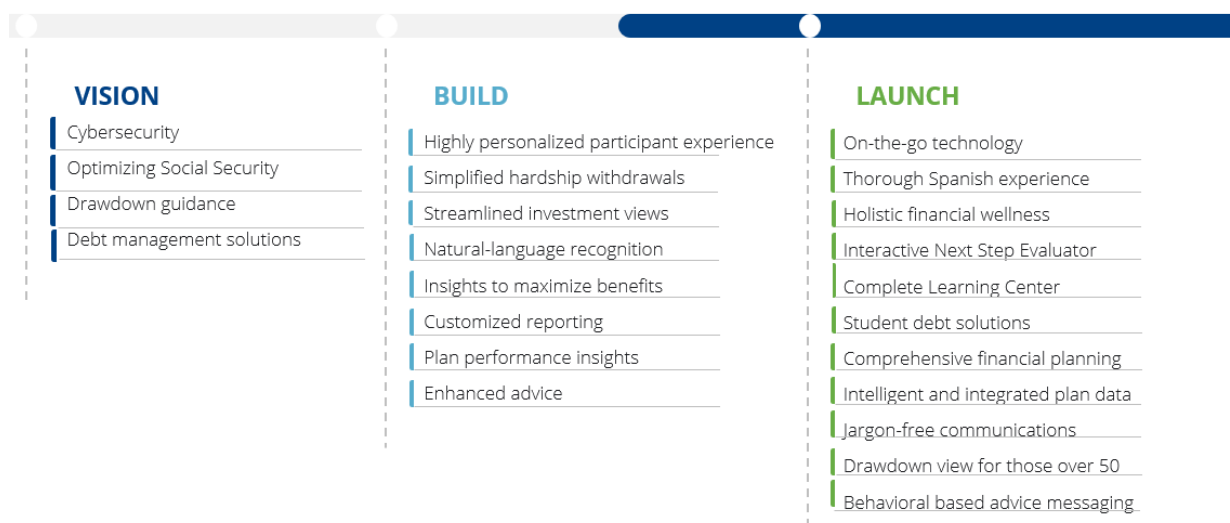 VISION
Cybersecurity
Optimizing Social Security
Drawdown guidance
Debt management solutions
BUILD
Highly personalized participant experience
Simplified hardship withdrawals
Streamlined investment views
Natural-language recognition
Insights to maximize benefits
Customized reporting
Plan performance insights
Enhanced advice
LAUNCH
On-the-go technology
Thorough Spanish experience
Holistic financial wellness
Interactive Next Step Evaluator
Complete Learning Center
Student debt solutions
Comprehensive financial planning
Intelligent and integrated plan data
Jargon-free communications
Drawdown view for those over 50
Behavioral based advice messaging